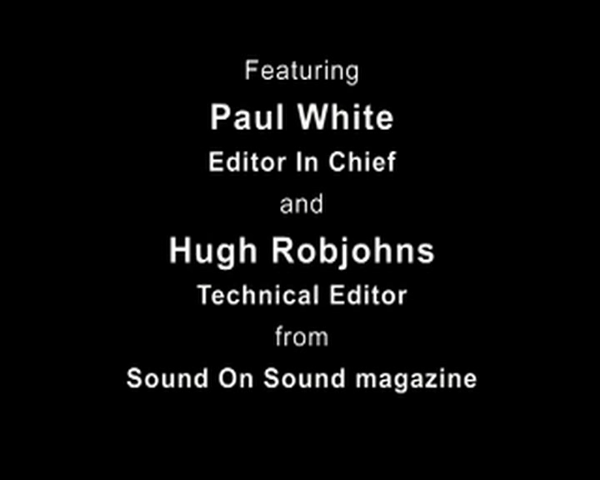 Featuring
Paul White
Editor In Chief
and
Hugh Robjohns
Technical Editor
from
Sound On Sound magazine